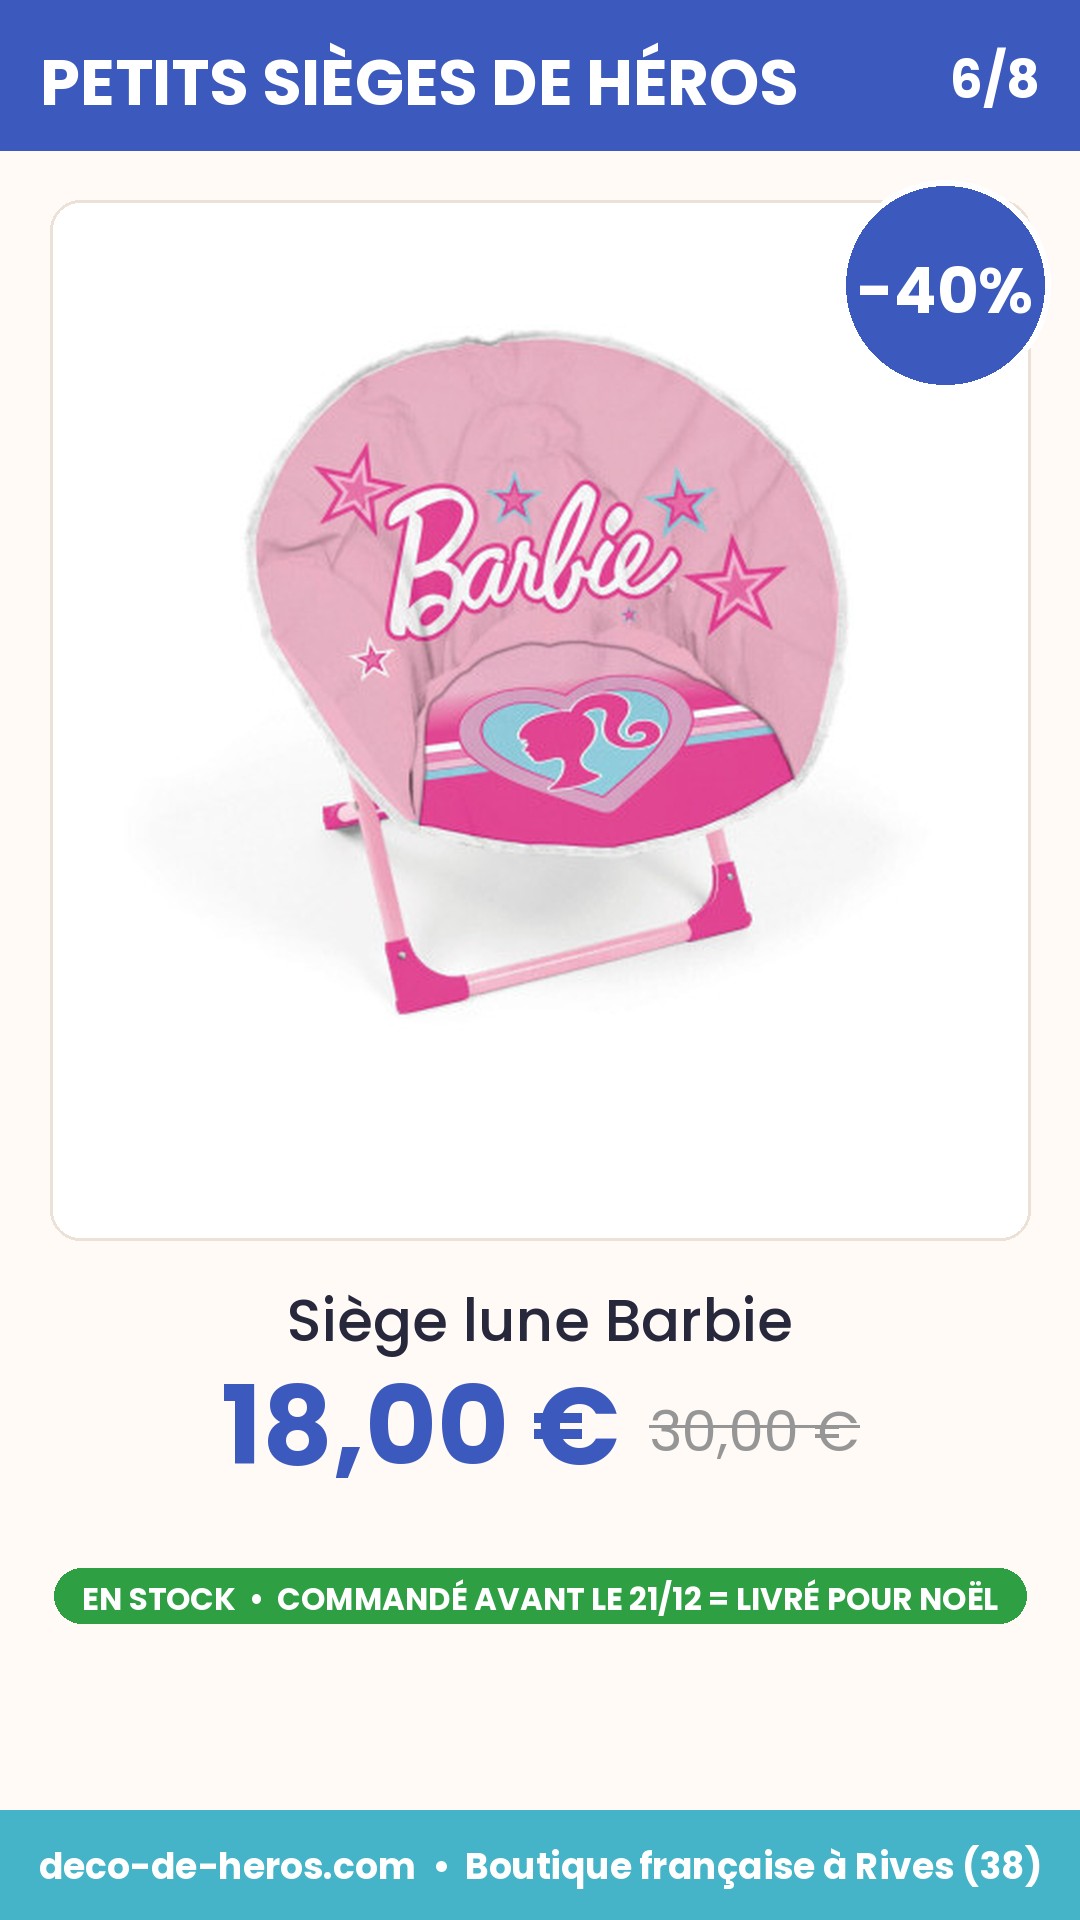 PETITS SIÈGES DE HÉROS
6/8
-40%
Barbie
Siège lune Barbie
18,00 € 30,00 €
EN STOCK • COMMANDÉ AVANT LE 21/12 = LIVRÉ POUR NOËL
deco-de-heros.com • Boutique française à Rives (38)